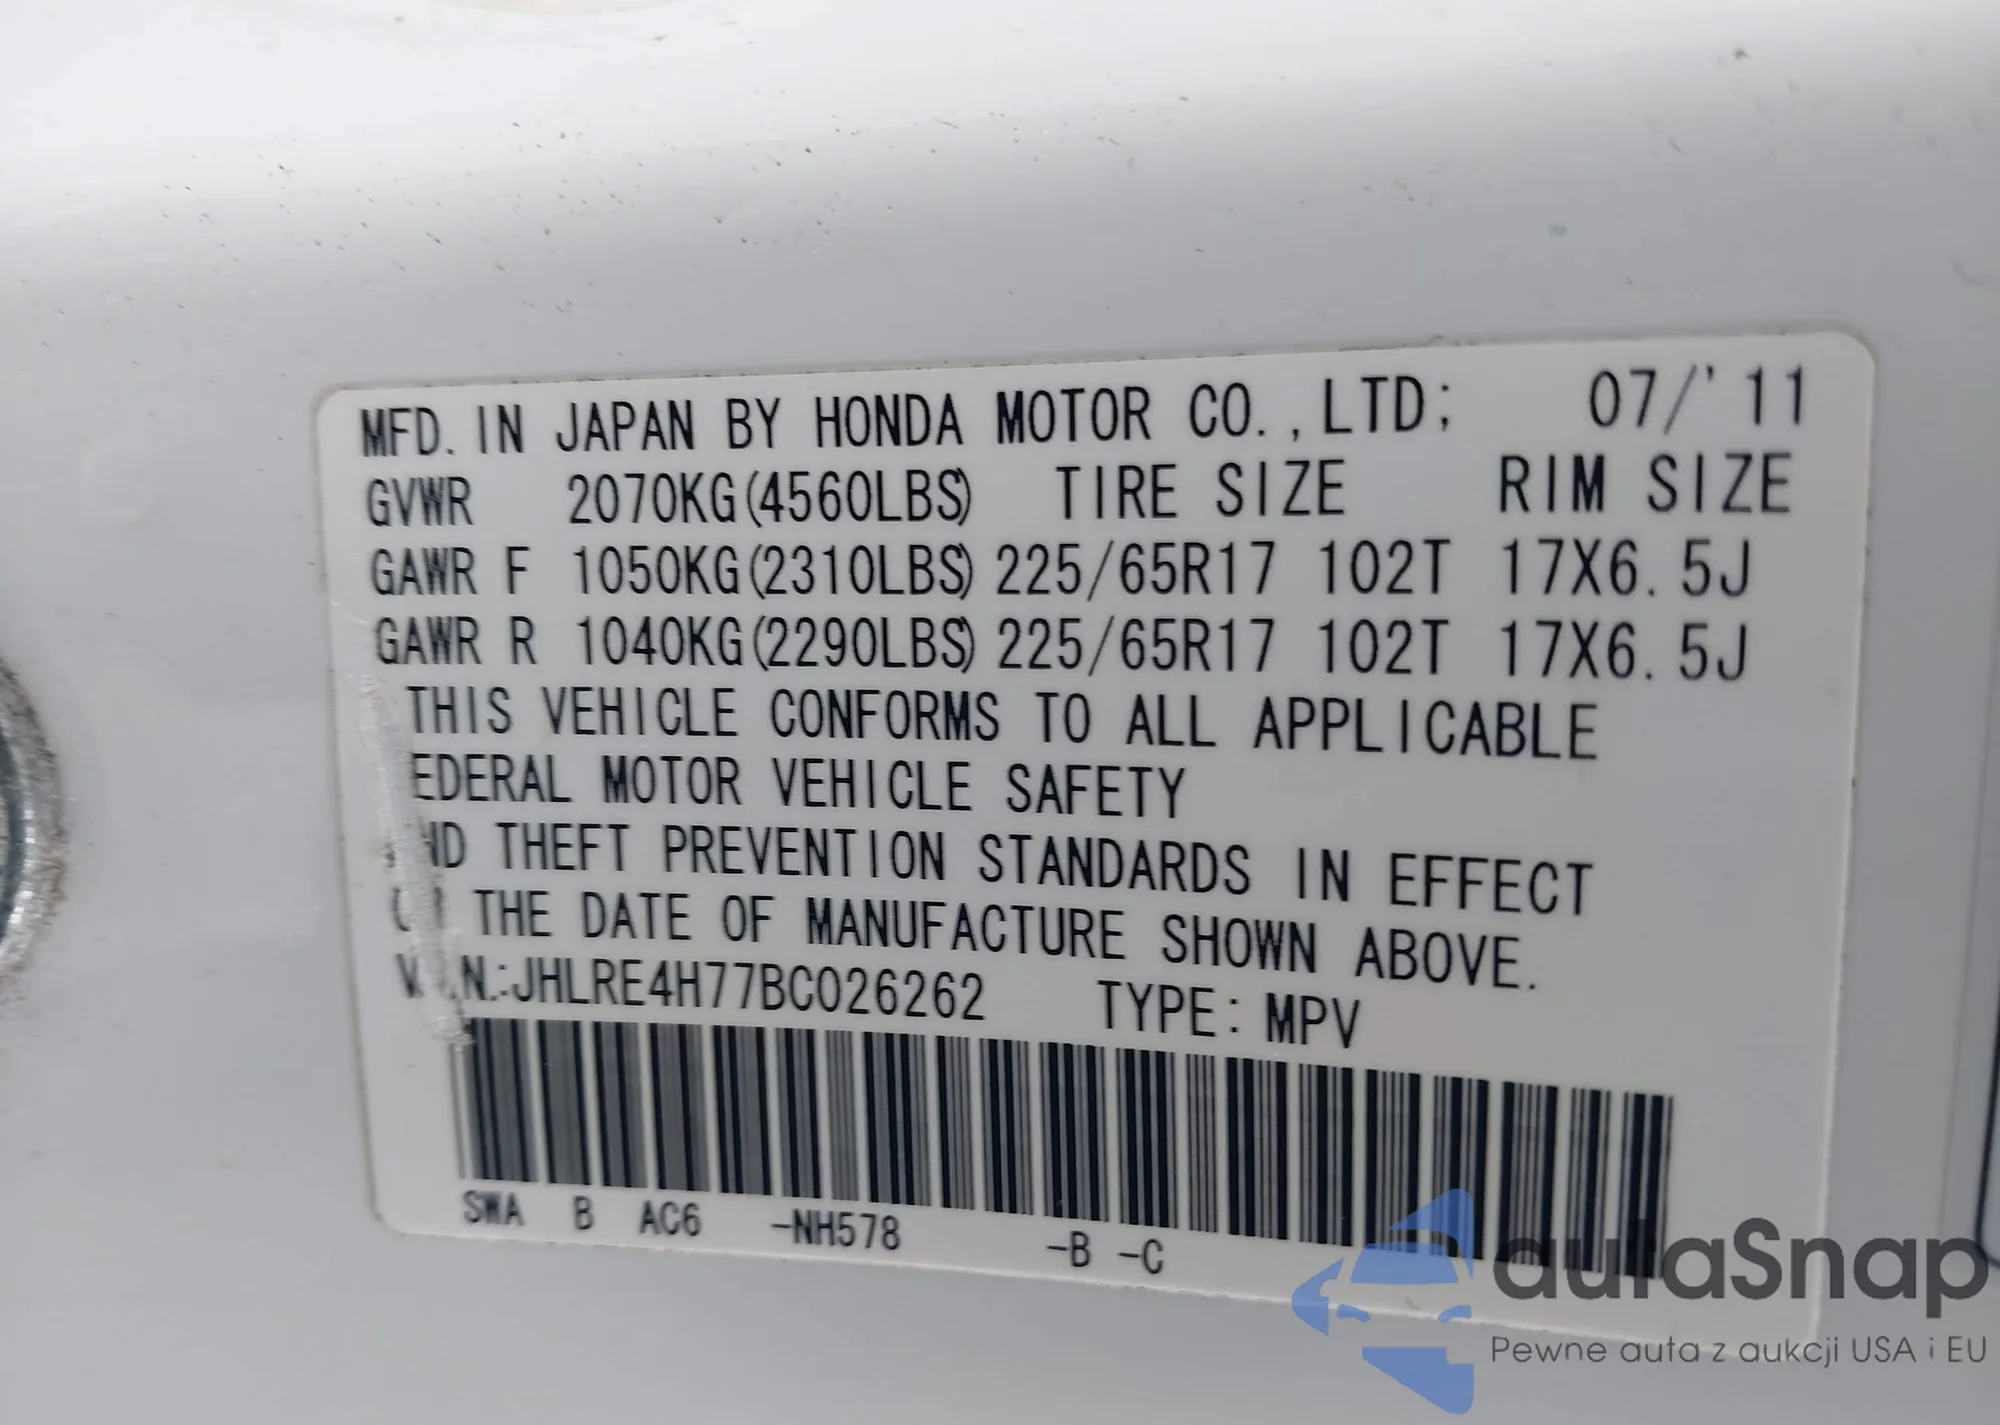 MFD. IN JAPAN BY HONDA MOTOR CO., LTD; 07/'11
GVWR 2070KG(4560LBS) TIRE SIZE RIM SIZE
GAWR F 1050KG(2310LBS) 225/65R17 102T 17X6.5J
GAWR R 1040KG(2290LBS) 225/65R17 102T 17X6.5J
THIS VEHICLE CONFORMS TO ALL APPLICABLE
EDERAL MOTOR VEHICLE SAFETY
ND THEFT PREVENTION STANDARDS IN EFFECT
THE DATE OF MANUFACTURE SHOWN ABOVE.
V.I.N.:JHLRE4H77BC026262 TYPE: MPV
SWA B AC6 -NH578 -B -C
autaSnap
Pewne auta z aukcji USA i EU